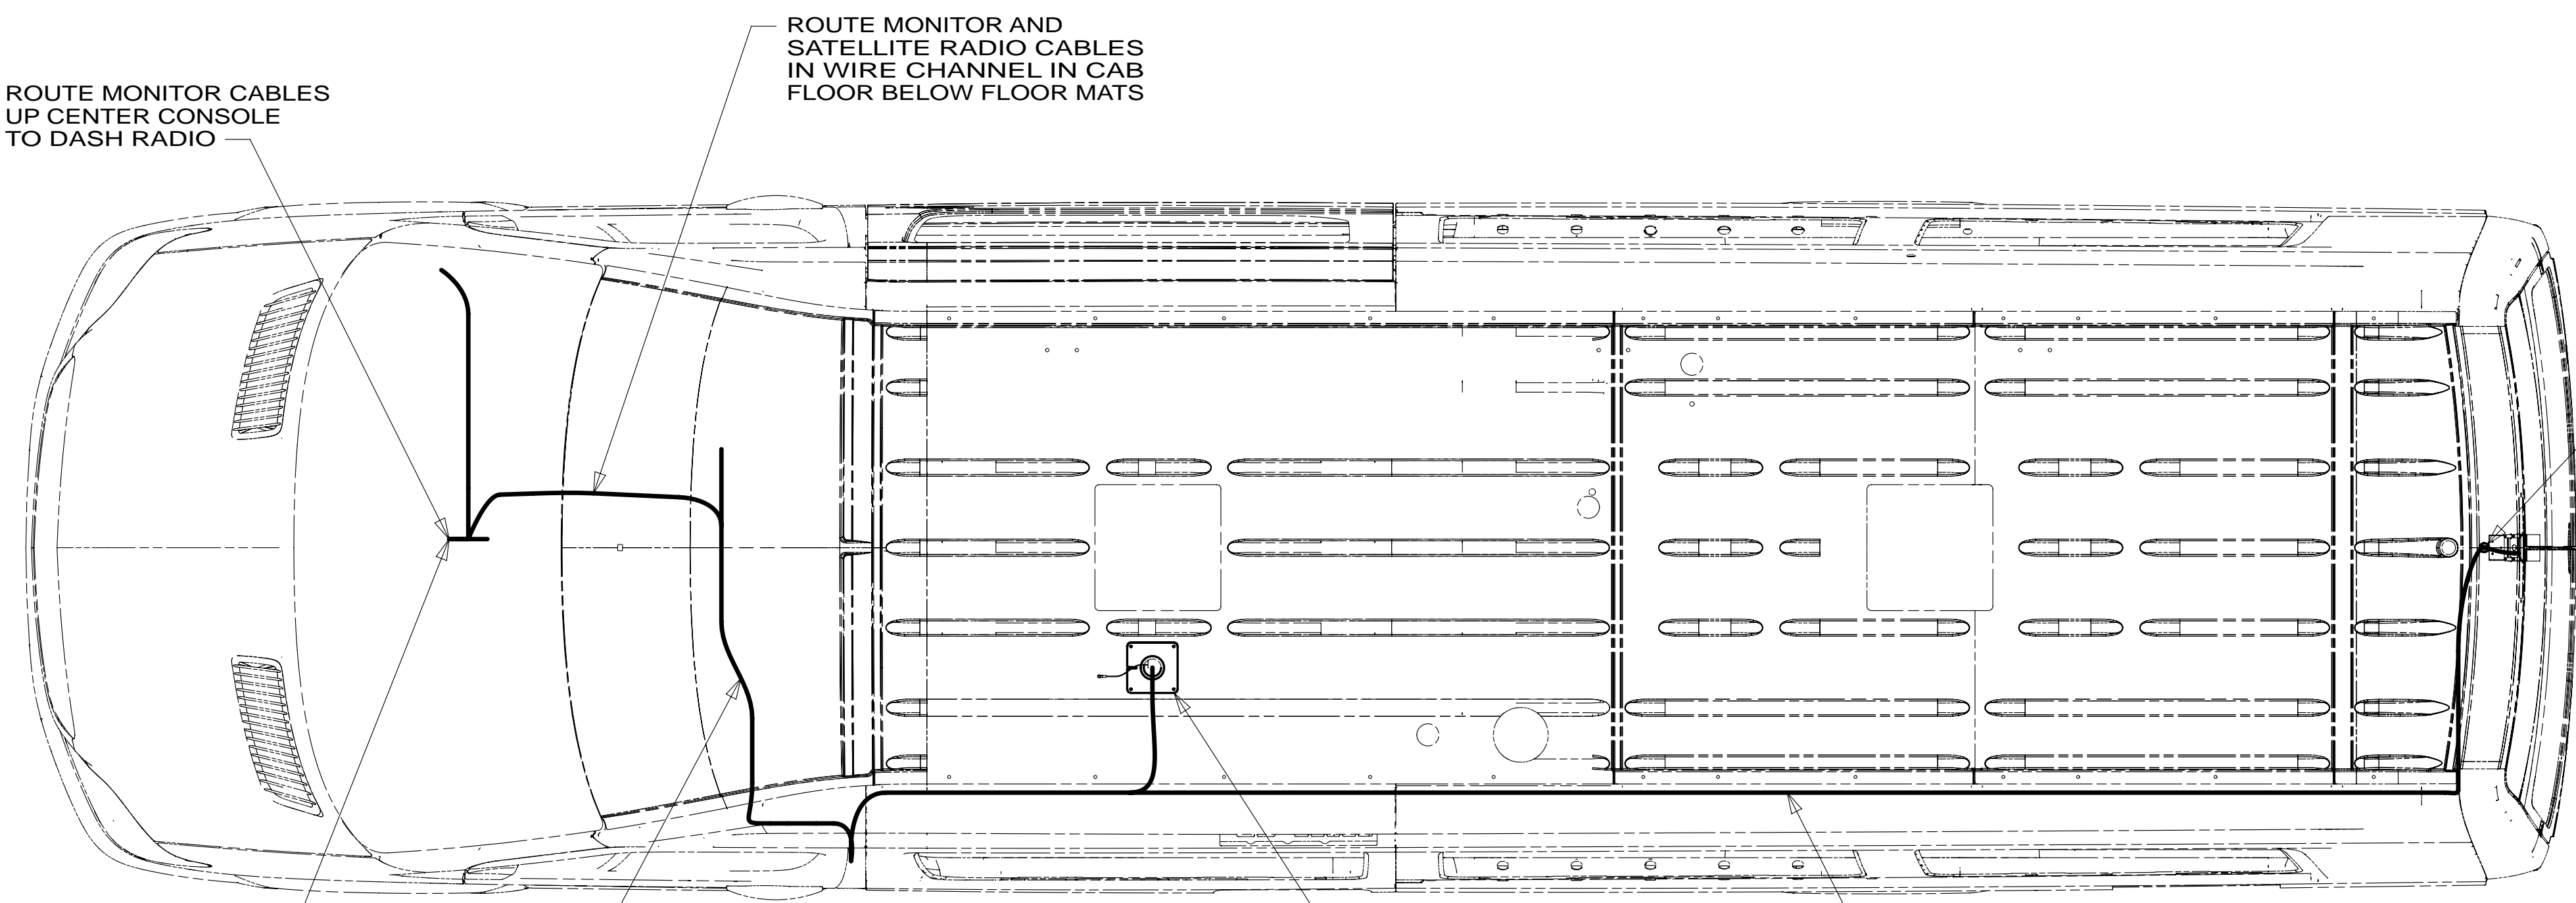 ROUTE MONITOR CABLES
UP CENTER CONSOLE
TO DASH RADIO
ROUTE MONITOR AND
SATELLITE RADIO CABLES
IN WIRE CHANNEL IN CAB
FLOOR BELOW FLOOR MATS